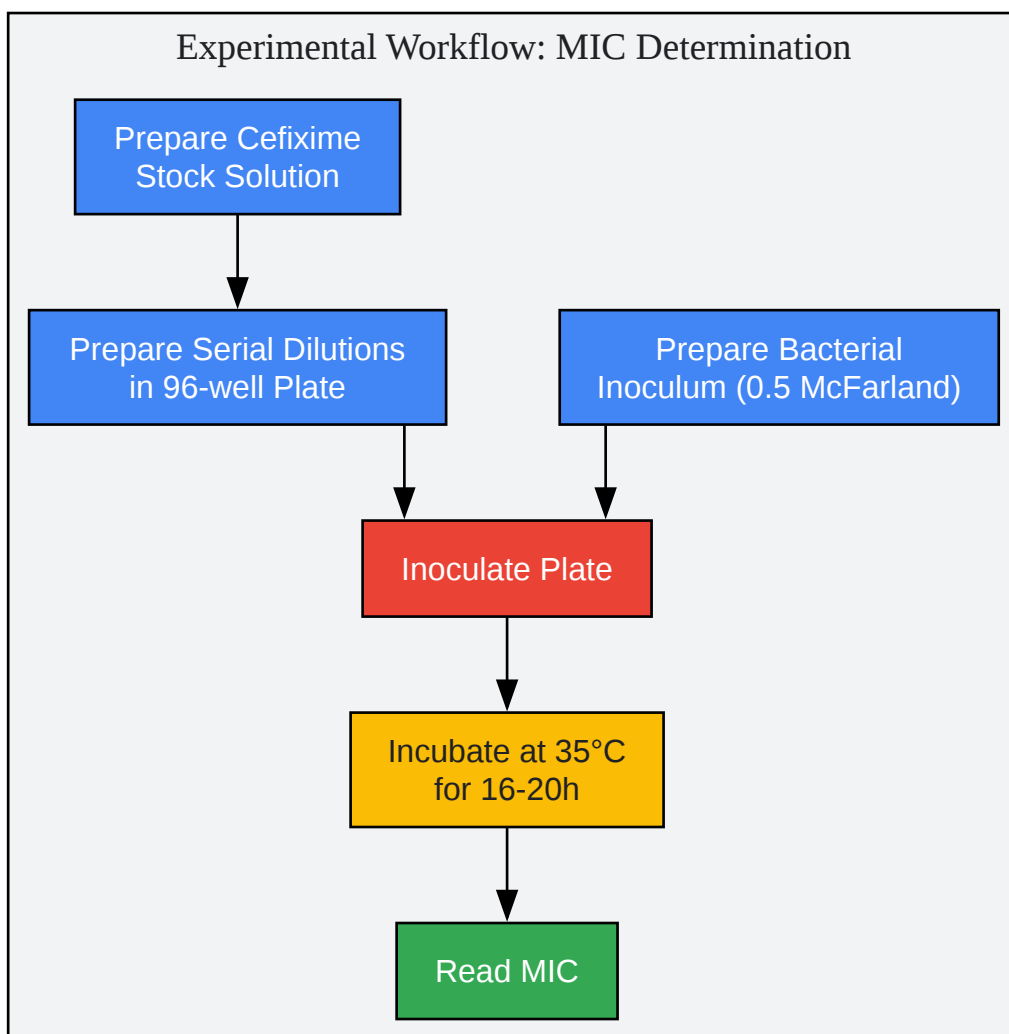 Experimental Workflow: MIC Determination
Prepare Cefixime
Stock Solution
Prepare Serial Dilutions
in 96-well Plate
Prepare Bacterial
Inoculum (0.5 McFarland)
Inoculate Plate
Incubate at 35°C
for 16-20h
Read MIC